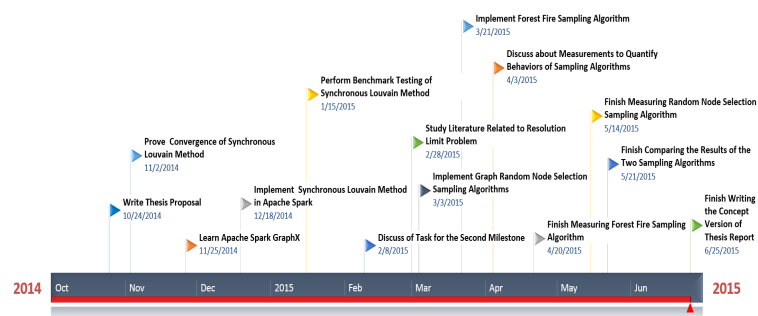 Implement Forest Fire Sampling Algorithm
3/21/2015
Discuss about Measurements to Quantify
Behaviors of Sampling Algorithms
4/3/2015
Perform Benchmark Testing of
Synchronous Louvain Method
1/15/2015
Finish Measuring Random Node Selection
Sampling Algorithm
5/14/2015
Study Literature Related to Resolution
Limit Problem
2/28/2015
Prove Convergence of Synchronous
Louvain Method
11/2/2014
Finish Comparing the Results of the
Two Sampling Algorithms
5/21/2015
Implement Graph Random Node Selection
Sampling Algorithms
3/3/2015
Implement Synchronous Louvain Method
in Apache Spark
12/18/2014
Write Thesis Proposal
10/24/2014
Finish Writing
the Concept
Version of
Thesis Report
6/25/2015
Finish Measuring Forest Fire Sampling
Algorithm
4/20/2015
Learn Apache Spark GraphX
11/25/2014
Discuss of Task for the Second Milestone
2/8/2015
2014 Oct Nov Dec 2015 Feb Mar Apr May Jun 2015